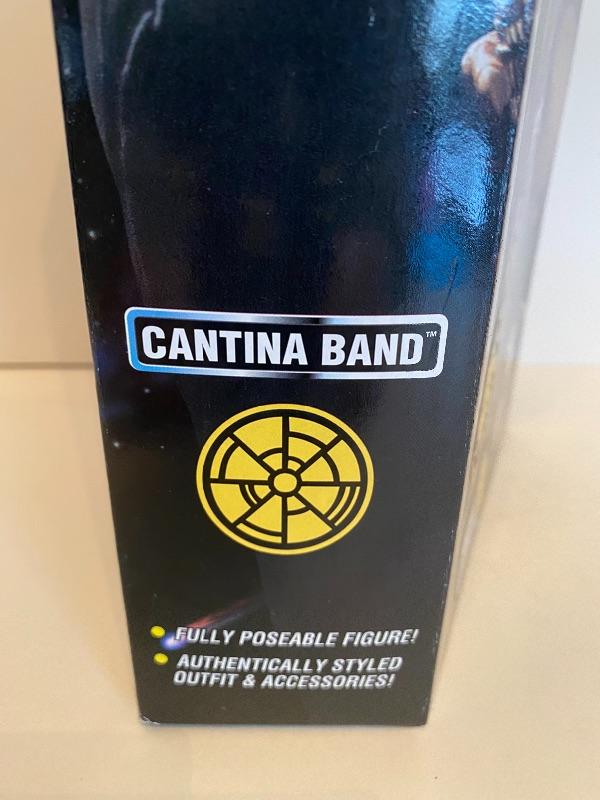 CANTINA BAND™
FULLY POSEABLE FIGURE!
AUTHENTICALLY STYLED
OUTFIT & ACCESSORIES!